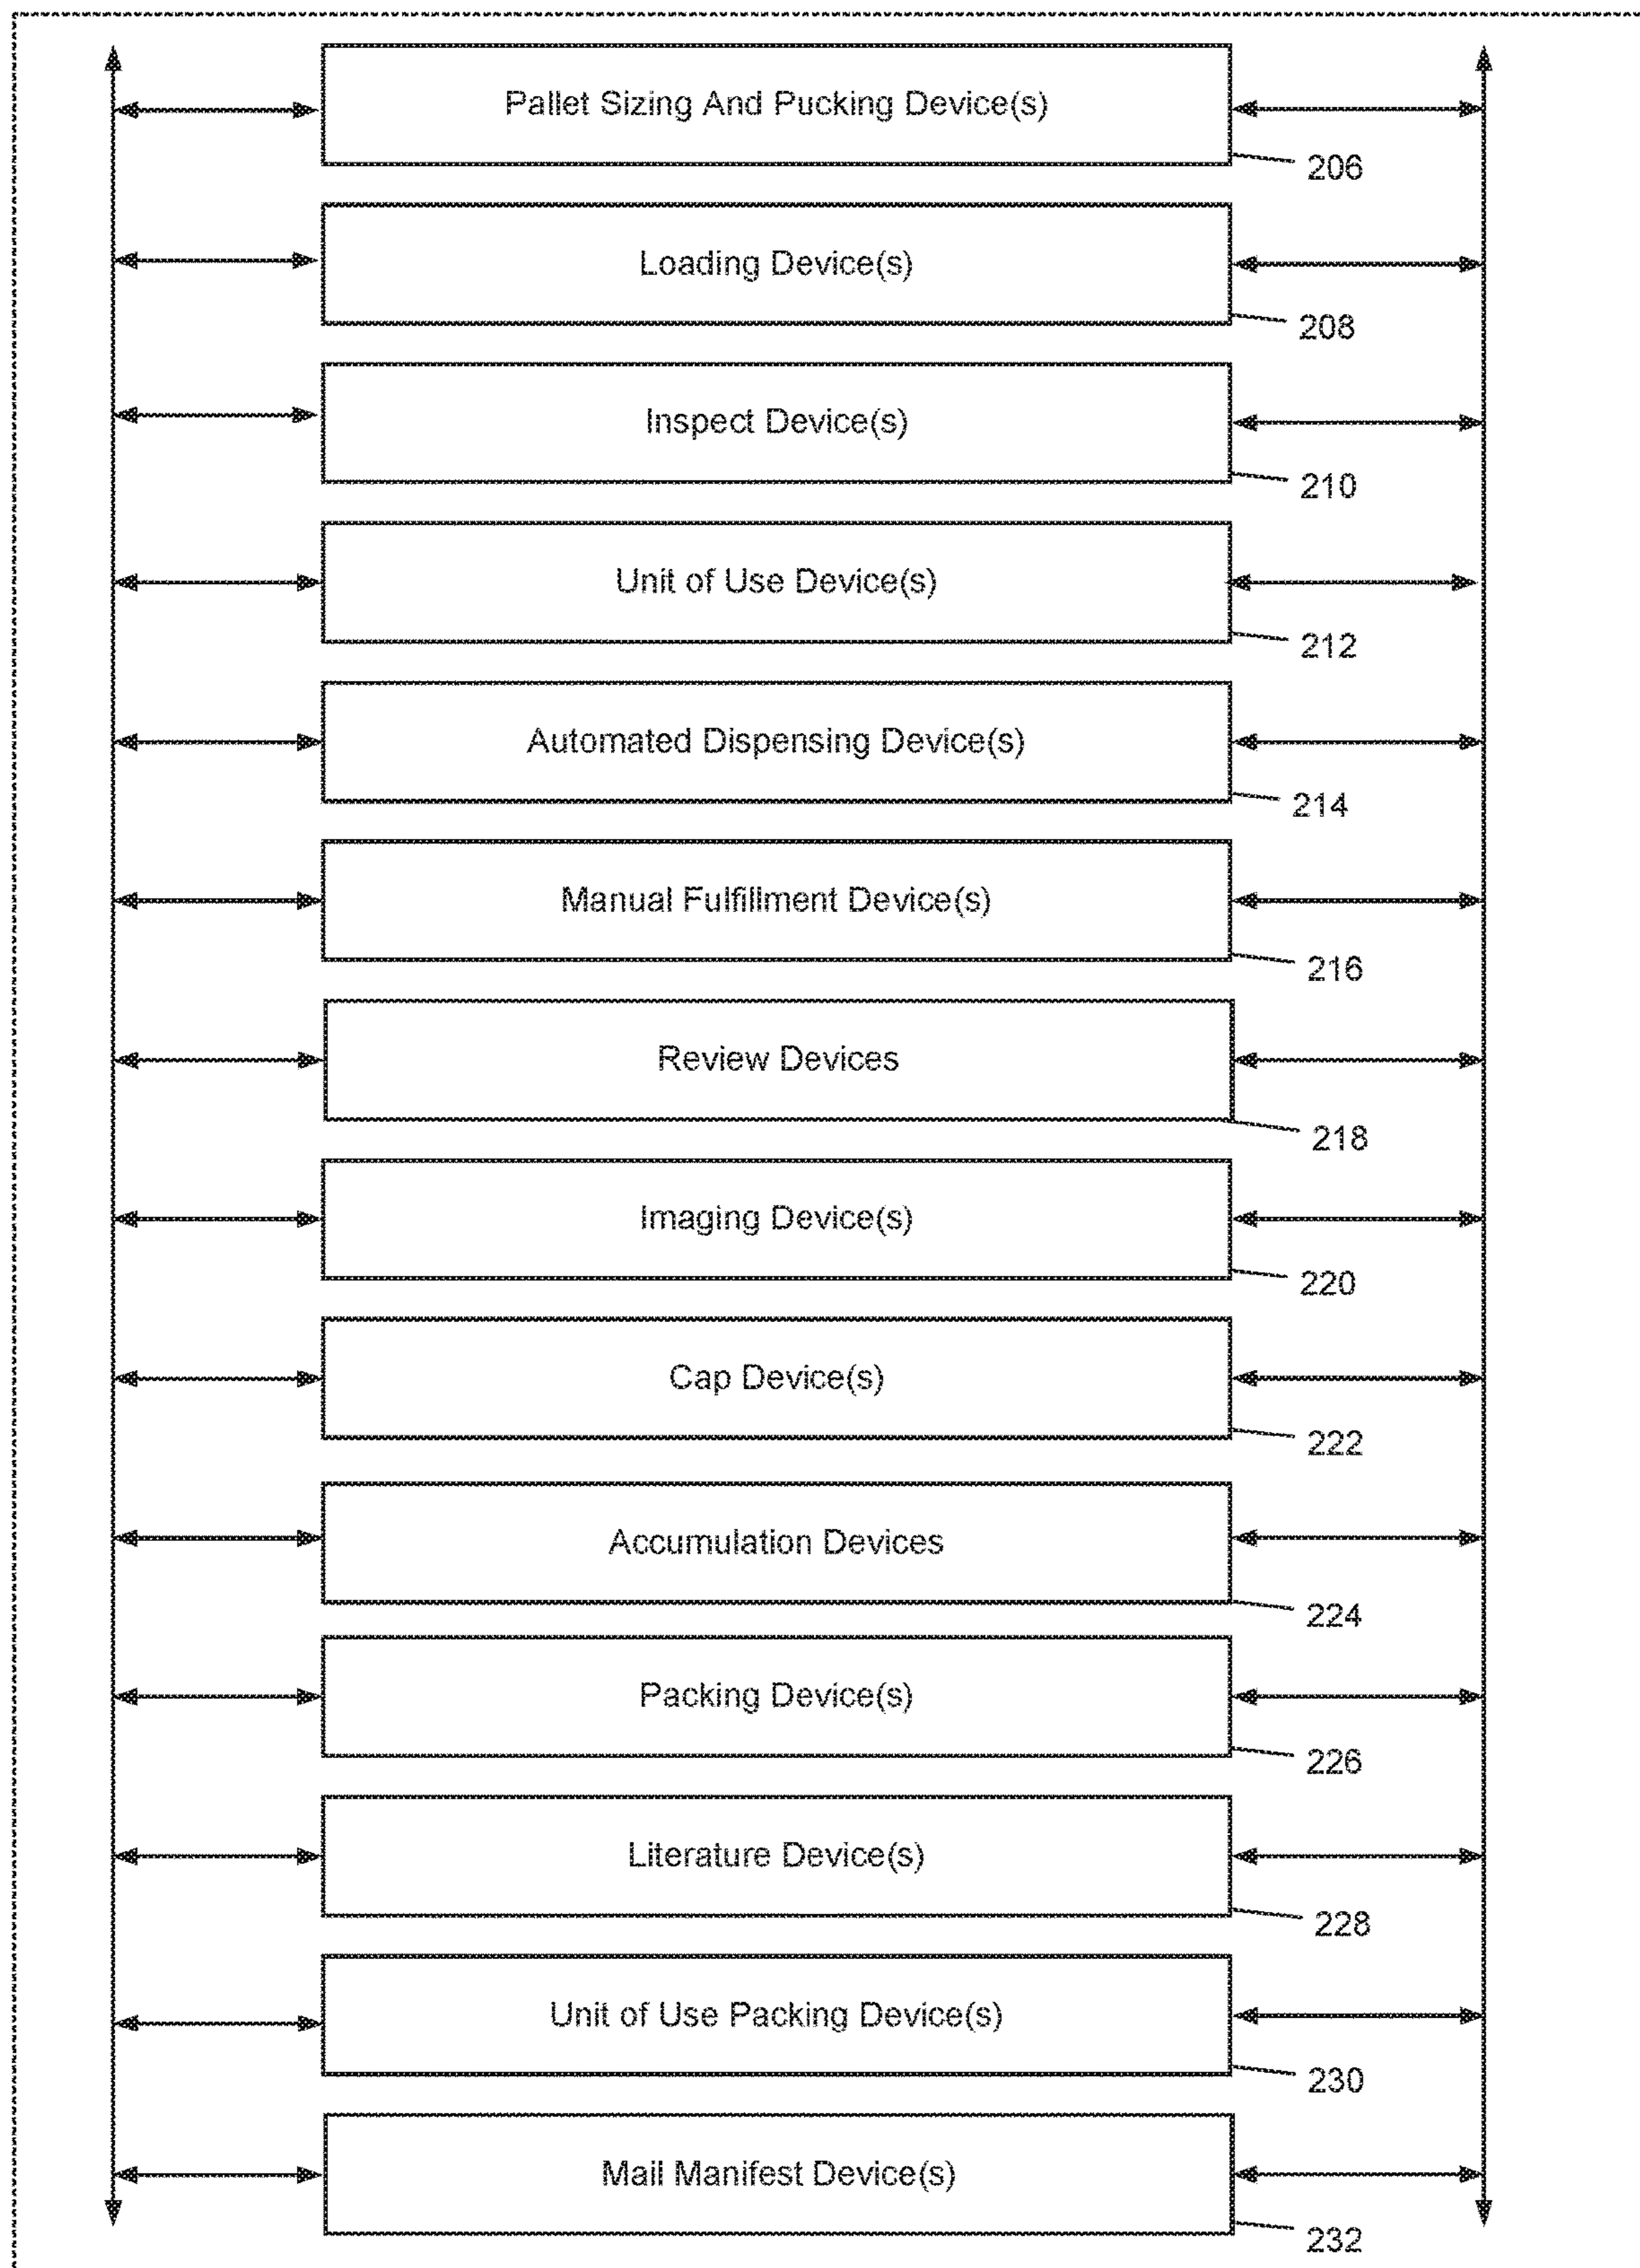 Pallet Sizing And Pucking Device(s)
206
Loading Device(s)
208
Inspect Device(s)
210
Unit of Use Device(s)
212
Automated Dispensing Device(s)
214
Manual Fulfillment Device(s)
216
Review Devices
218
Imaging Device(s)
220
Cap Device(s)
222
Accumulation Devices
224
Packing Device(s)
226
Literature Device(s)
228
Unit of Use Packing Device(s)
230
Mail Manifest Device(s)
232